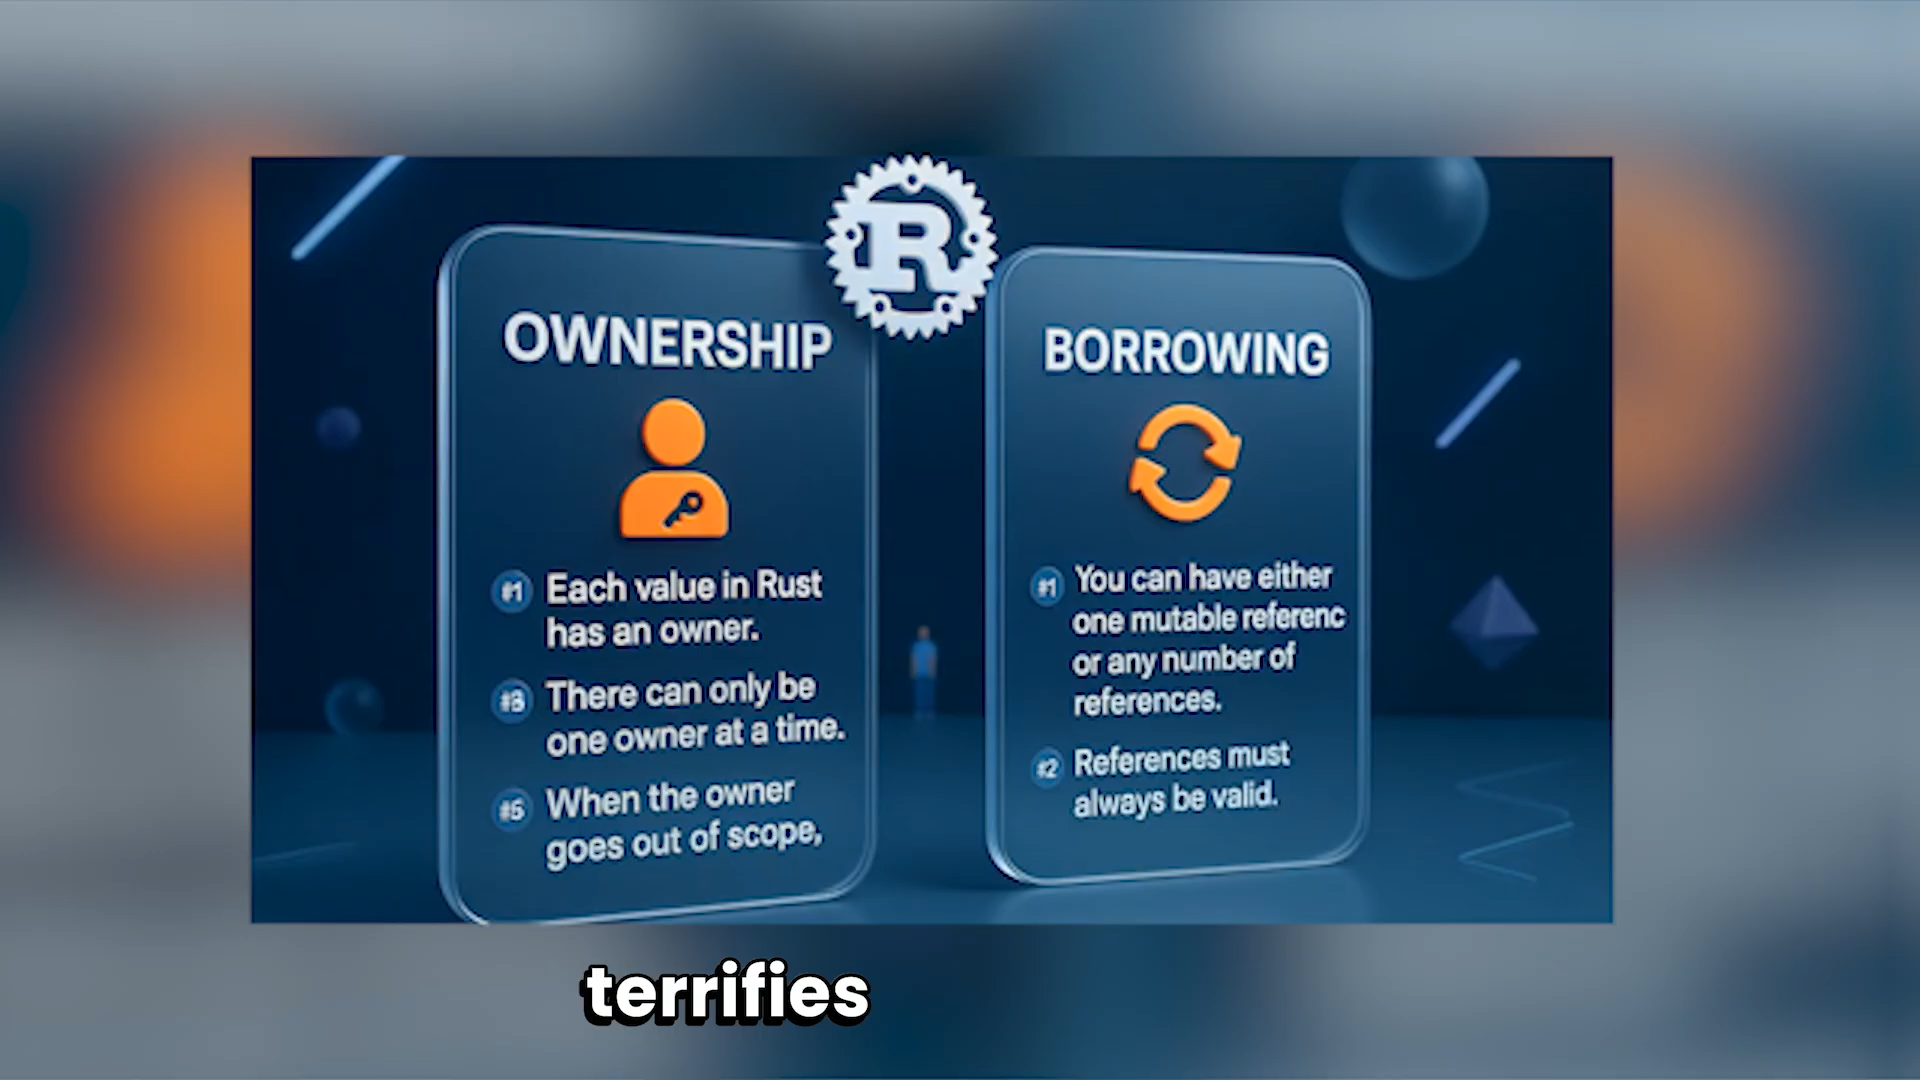 R
OWNERSHIP
#1 Each value in Rust
has an owner.
#8 There can only be
one owner at a time.
#5 When the owner
goes out of scope,
BORROWING
#1 You can have either
one mutable referenc
or any number of
references.
#2 References must
always be valid.
terrifies